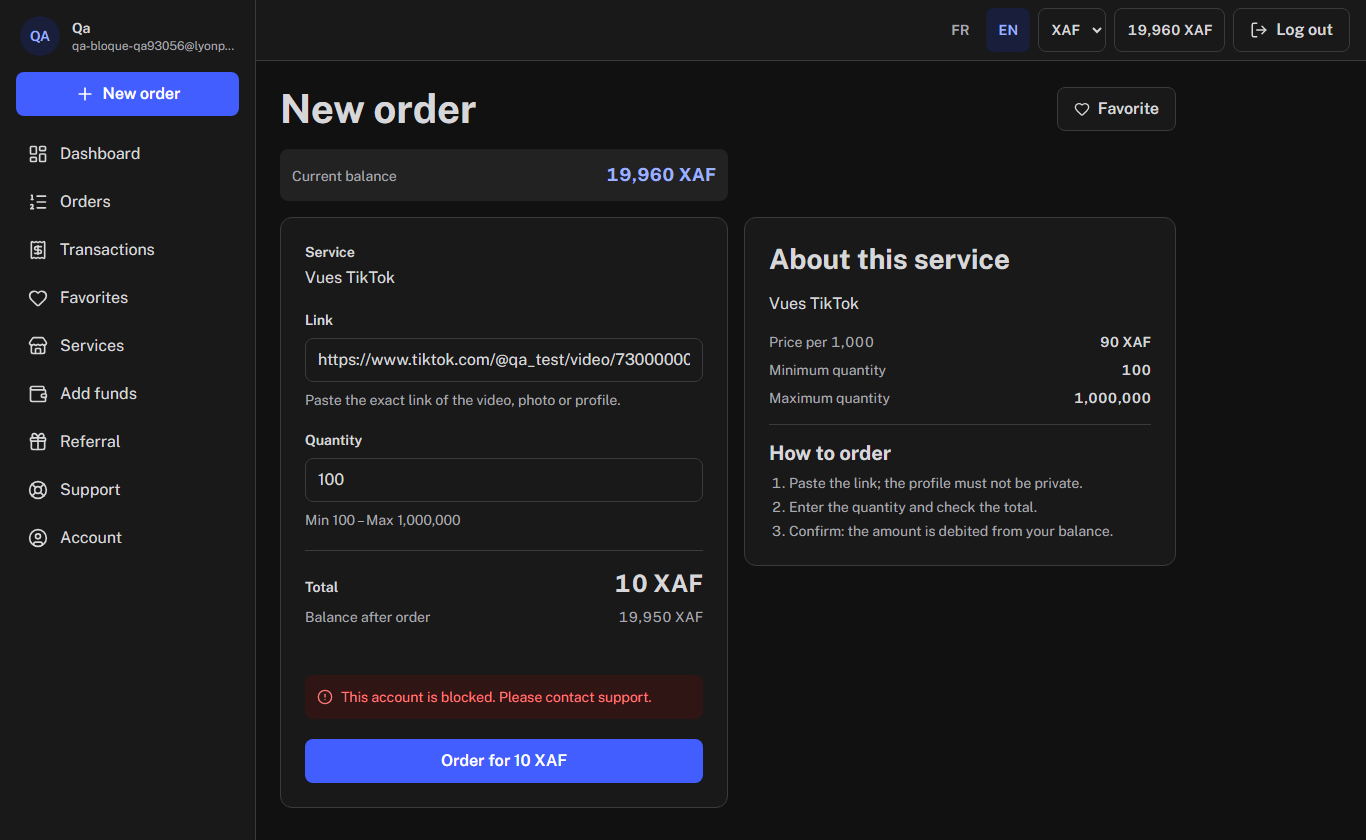 QA
Qa
qa-bloque-qa93056@lyonp...
New order
Dashboard
Orders
Transactions
Favorites
Services
Add funds
Referral
Support
Account
FR
EN
XAF
19,960 XAF
Log out
New order
Favorite
Current balance
19,960 XAF
Service
Vues TikTok
Link
https://www.tiktok.com/@qa_test/video/73000000
Paste the exact link of the video, photo or profile.
Quantity
100
Min 100 – Max 1,000,000
Total
10 XAF
Balance after order
19,950 XAF
This account is blocked. Please contact support.
Order for 10 XAF
About this service
Vues TikTok
Price per 1,000
90 XAF
Minimum quantity
100
Maximum quantity
1,000,000
How to order
1. Paste the link; the profile must not be private.
2. Enter the quantity and check the total.
3. Confirm: the amount is debited from your balance.